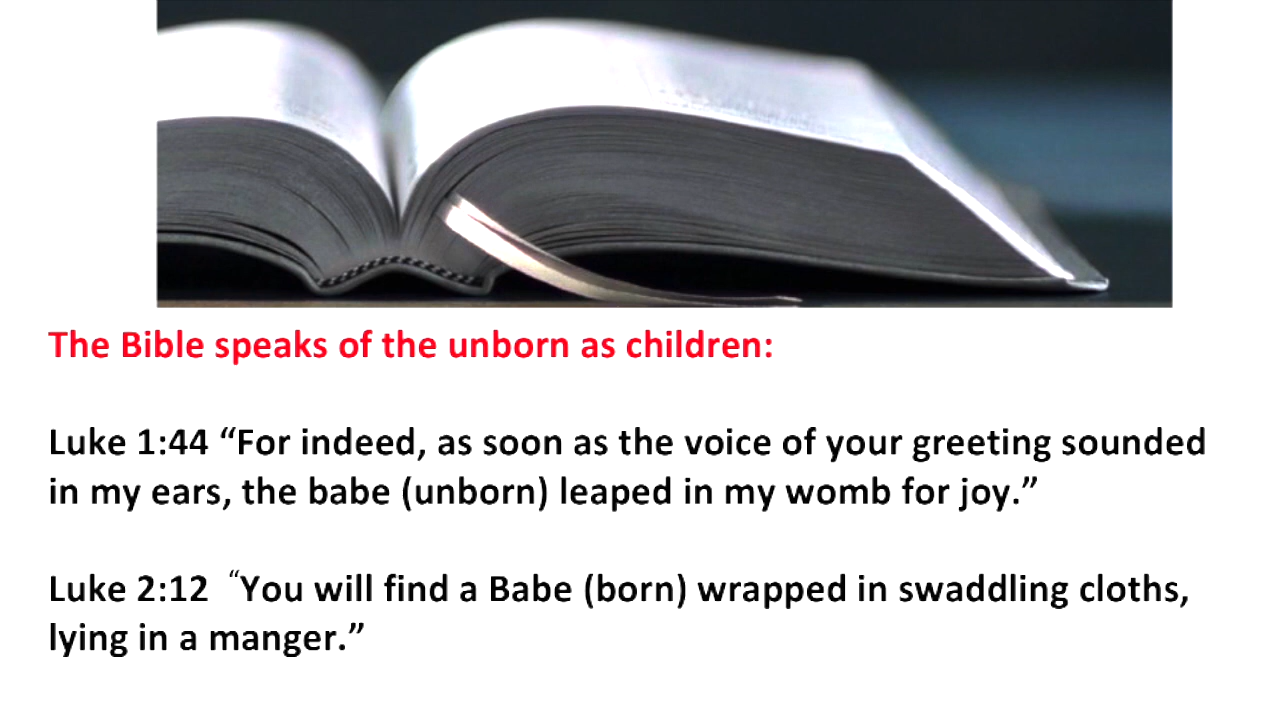 The Bible speaks of the unborn as children:
Luke 1:44 “For indeed, as soon as the voice of your greeting sounded
in my ears, the babe (unborn) leaped in my womb for joy.”
Luke 2:12 “You will find a Babe (born) wrapped in swaddling cloths,
lying in a manger.”